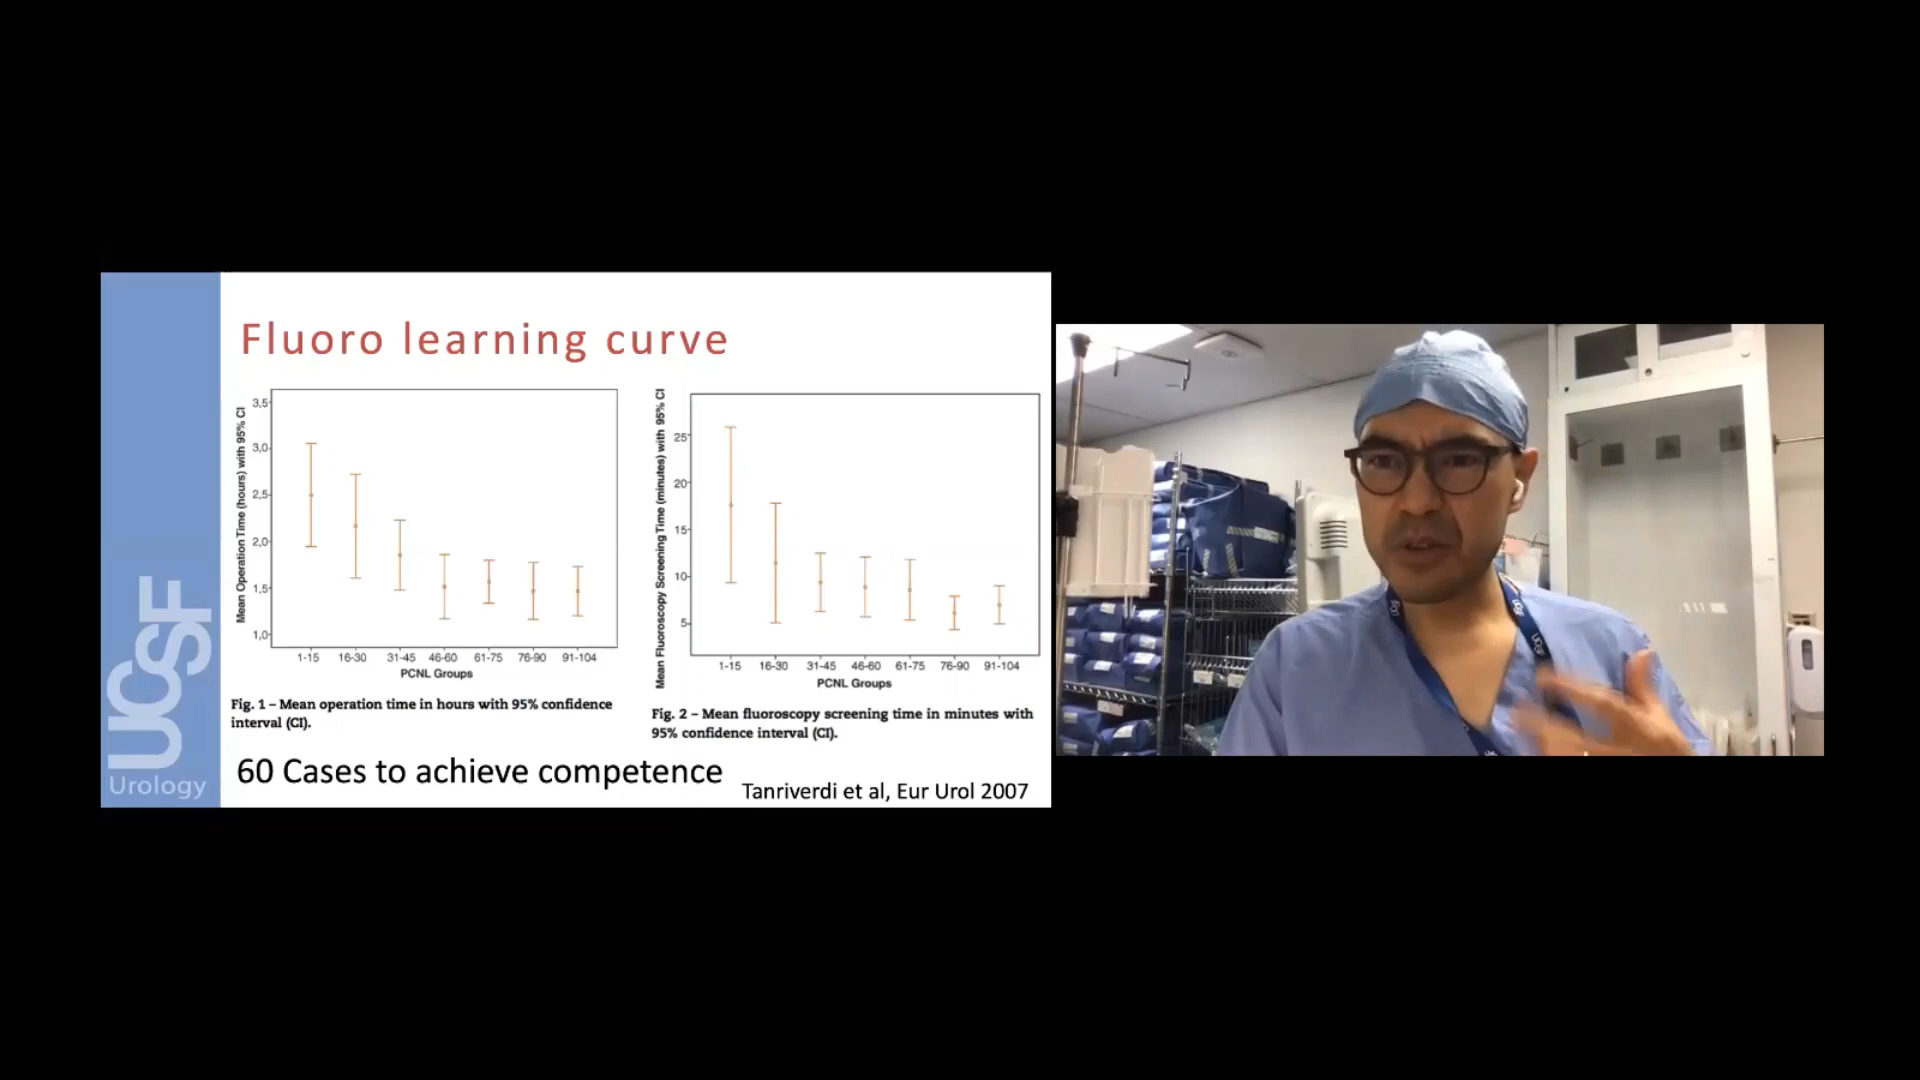 Fluoro learning curve
Mean Operation Time (hours) with 95% CI
3,5
3,0
2,5
2,0
1,5
1,0
1-15 16-30 31-45 46-60 61-75 76-90 91-104
PCNL Groups
Fig. 1 – Mean operation time in hours with 95% confidence
interval (CI).
Mean Fluoroscopy Screening Time (minutes) with 95% CI
25
20
15
10
5
1-15 16-30 31-45 46-60 61-75 76-90 91-104
PCNL Groups
Fig. 2 – Mean fluoroscopy screening time in minutes with
95% confidence interval (CI).
60 Cases to achieve competence
Tanriverdi et al, Eur Urol 2007
UCSF
Urology